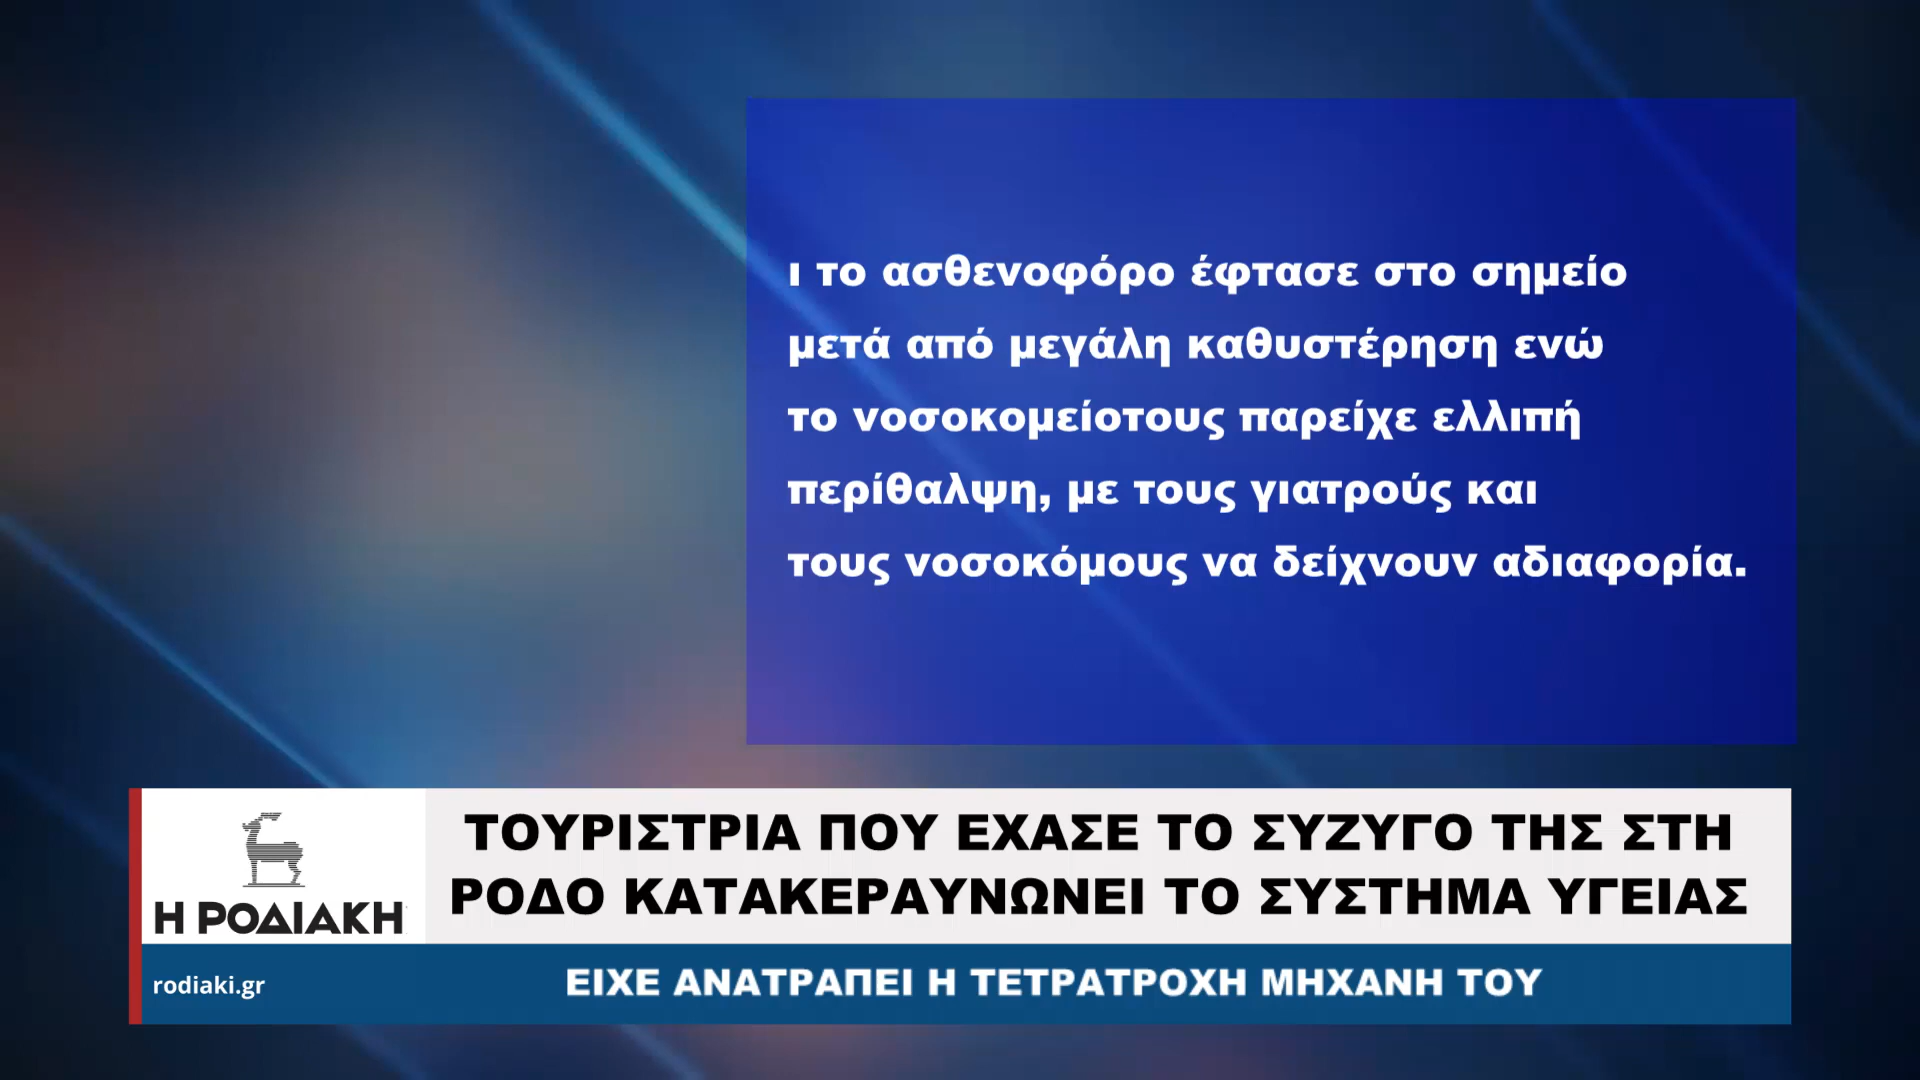 ι το ασθενοφόρο έφτασε στο σημείο
μετά από μεγάλη καθυστέρηση ενώ
το νοσοκομείοτους παρείχε ελλιπή
περίθαλψη, με τους γιατρούς και
τους νοσοκόμους να δείχνουν αδιαφορία.
ΤΟΥΡΙΣΤΡΙΑ ΠΟΥ ΕΧΑΣΕ ΤΟ ΣΥΖΥΓΟ ΤΗΣ ΣΤΗ
ΡΟΔΟ ΚΑΤΑΚΕΡΑΥΝΩΝΕΙ ΤΟ ΣΥΣΤΗΜΑ ΥΓΕΙΑΣ
Η ΡΟΔΙΑΚΗ
rodiaki.gr
ΕΙΧΕ ΑΝΑΤΡΑΠΕΙ Η ΤΕΤΡΑΤΡΟΧΗ ΜΗΧΑΝΗ ΤΟΥ